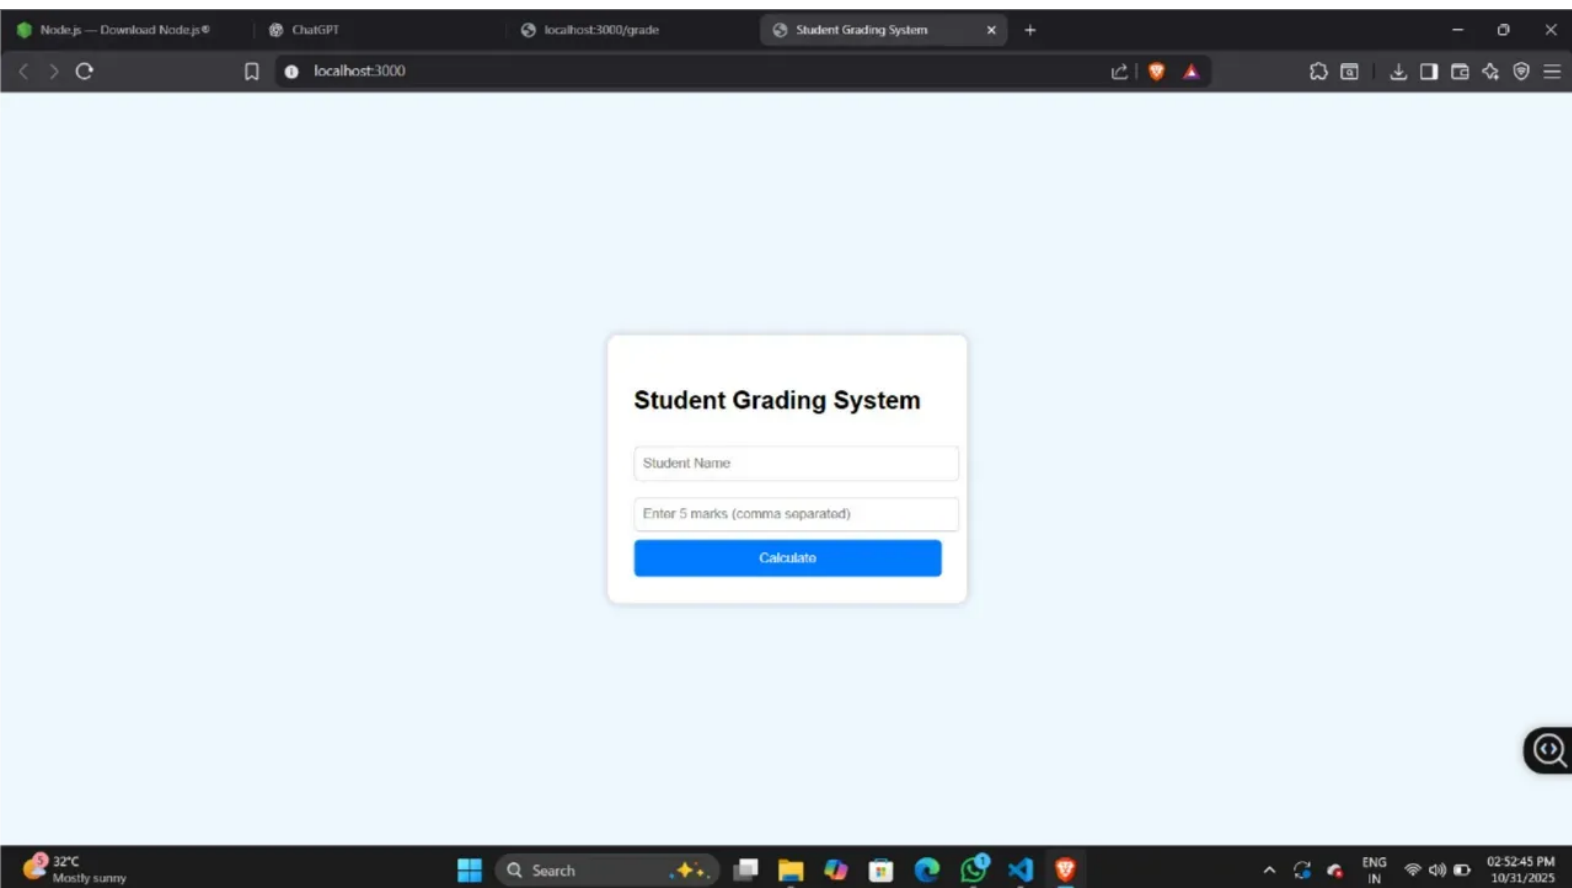 Node.js — Download Node.js®
ChatGPT
localhost:3000/grade
Student Grading System
localhost:3000
Student Grading System
Student Name
Enter 5 marks (comma separated)
Calculate
5
32°C
Mostly sunny
Search
1
ENG
IN
02:52:45 PM
10/31/2025